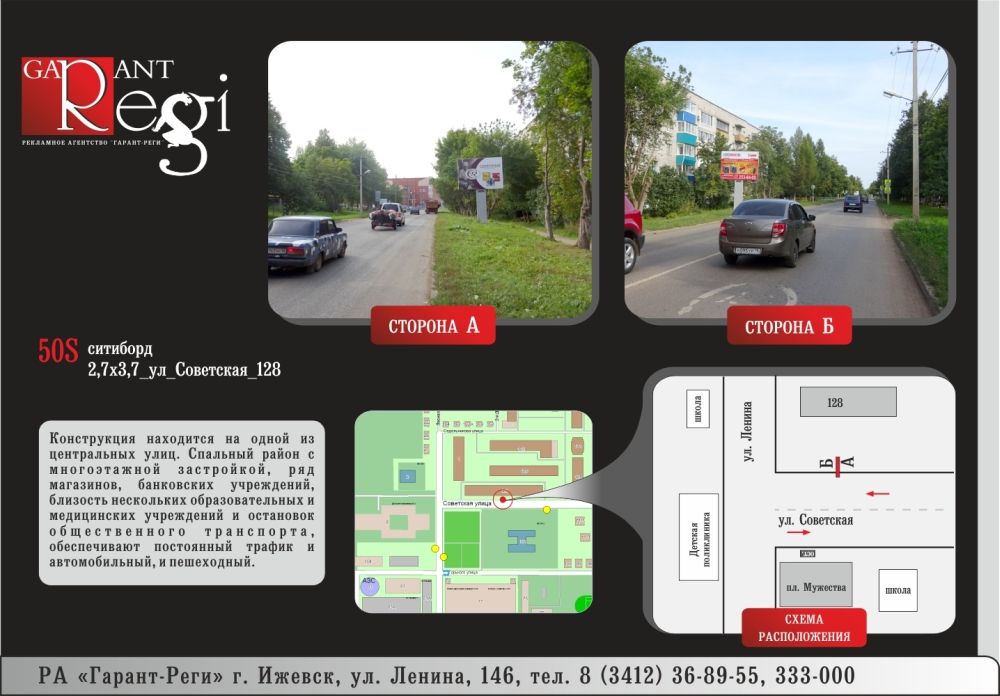 GARANT
Regi
РЕКЛАМНОЕ АГЕНТСТВО "ГАРАНТ-РЕГИ"
СТОРОНА А
СТОРОНА Б
50S
ситиборд
2,7х3,7_ул_Советская_128
Конструкция находится на одной из
центральных улиц. Спальный район с
многоэтажной застройкой, ряд
магазинов, банковских учреждений,
близость нескольких образовательных и
медицинских учреждений и остановок
общественного транспорта,
обеспечивают постоянный трафик и
автомобильный, и пешеходный.
Советская улица
АЗС
школа
ул. Ленина
128
Б
А
ул. Советская
Детская
поликлиника
пл. Мужества
школа
СХЕМА
РАСПОЛОЖЕНИЯ
РА «Гарант-Реги» г. Ижевск, ул. Ленина, 146, тел. 8 (3412) 36-89-55, 333-000